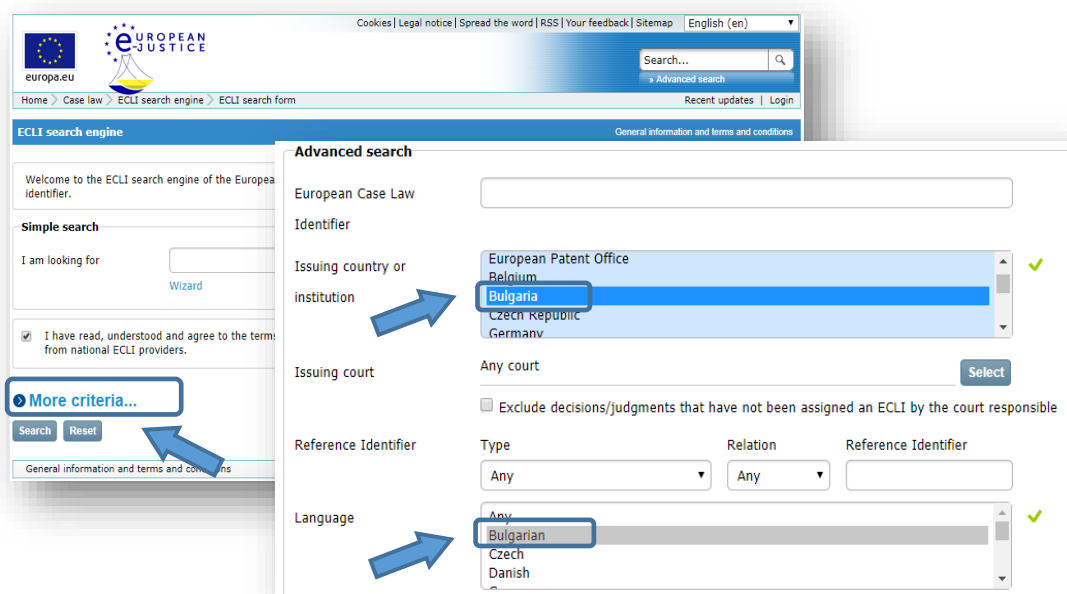 Cookies | Legal notice | Spread the word | RSS | Your feedback | Sitemap English (en)
EUROPEAN
E-JUSTICE
europa.eu
Search...
» Advanced search
Home > Case law > ECLI search engine > ECLI search form
Recent updates | Login
ECLI search engine
General information and terms and conditions
Welcome to the ECLI search engine of the Europea
identifier.
Simple search
I am looking for
Wizard
I have read, understood and agree to the terms
from national ECLI providers.
More criteria...
Search Reset
General information and terms and conditions
Advanced search
European Case Law
Identifier
Issuing country or
institution
European Patent Office
Belgium
Bulgaria
Czech Republic
Germany
Issuing court
Any court
Select
Exclude decisions/judgments that have not been assigned an ECLI by the court responsible
Reference Identifier
Type Relation Reference Identifier
Any Any
Language
Any
Bulgarian
Czech
Danish